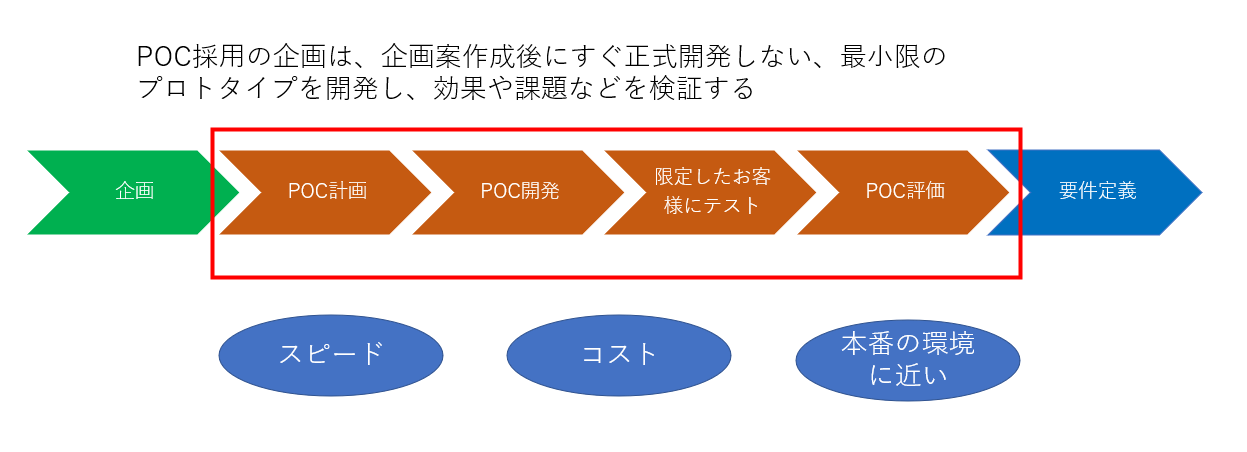 POC採用の企画は、企画案作成後にすぐ正式開発しない、最小限の
プロトタイプを開発し、効果や課題などを検証する
企画
POC計画
POC開発
限定したお客
様にテスト
POC評価
要件定義
スピード
コスト
本番の環境
に近い